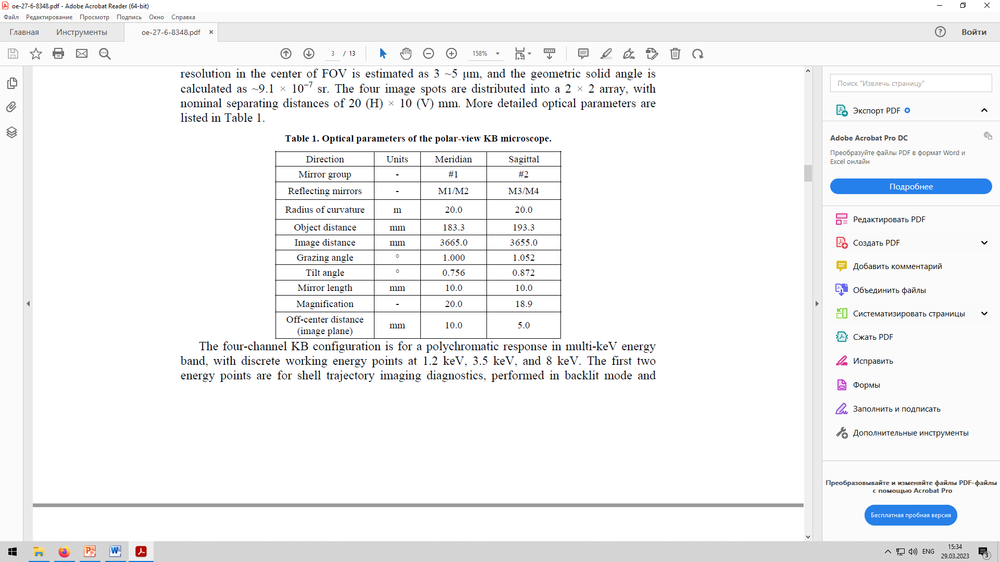 oe-27-6-8348.pdf - Adobe Acrobat Reader (64-bit)
Файл Редактирование Просмотр Подпись Окно Справка
Главная Инструменты oe-27-6-8348.pdf × Войти
3 / 13 158%
resolution in the center of FOV is estimated as 3 ~5 μm, and the geometric solid angle is
calculated as ~9.1 × 10⁻⁷ sr. The four image spots are distributed into a 2 × 2 array, with
nominal separating distances of 20 (H) × 10 (V) mm. More detailed optical parameters are
listed in Table 1.
Table 1. Optical parameters of the polar-view KB microscope.
Direction Units Meridian Sagittal
Mirror group - #1 #2
Reflecting mirrors - M1/M2 M3/M4
Radius of curvature m 20.0 20.0
Object distance mm 183.3 193.3
Image distance mm 3665.0 3655.0
Grazing angle ° 1.000 1.052
Tilt angle ° 0.756 0.872
Mirror length mm 10.0 10.0
Magnification - 20.0 18.9
Off-center distance
(image plane) mm 10.0 5.0
The four-channel KB configuration is for a polychromatic response in multi-keV energy
band, with discrete working energy points at 1.2 keV, 3.5 keV, and 8 keV. The first two
energy points are for shell trajectory imaging diagnostics, performed in backlit mode and
Поиск "Извлечь страницу"
Экспорт PDF
Adobe Acrobat Pro DC
Преобразуйте файлы PDF в формат Word и
Excel онлайн
Подробнее
Редактировать PDF
Создать PDF
Добавить комментарий
Объединить файлы
Систематизировать страницы
Сжать PDF
Исправить
Формы
Заполнить и подписать
Дополнительные инструменты
Преобразовывайте и изменяйте файлы PDF-файлы
с помощью Acrobat Pro
Бесплатная пробная версия
ENG
15:34
29.03.2023
3